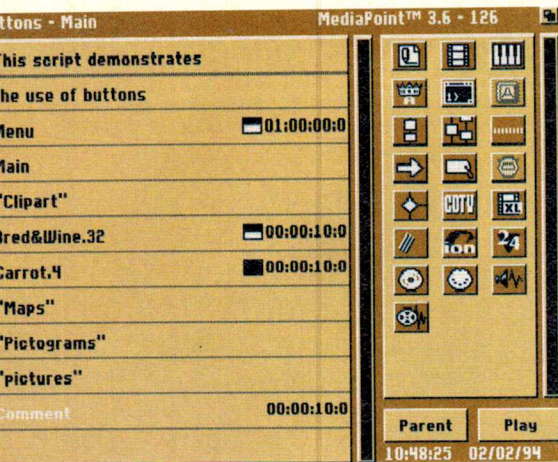 ttons - Main
MediaPoint™ 3.6 - 126
This script demonstrates
the use of buttons
Menu 01:00:00:0
Main
"Clipart"
Bred&Wine.32 00:00:10:0
Carrot.4 00:00:10:0
"Maps"
"Pictograms"
"pictures"
Comment 00:00:10:0
CDTV
XL
ion
24
Parent
Play
10:48:25 02/02/94